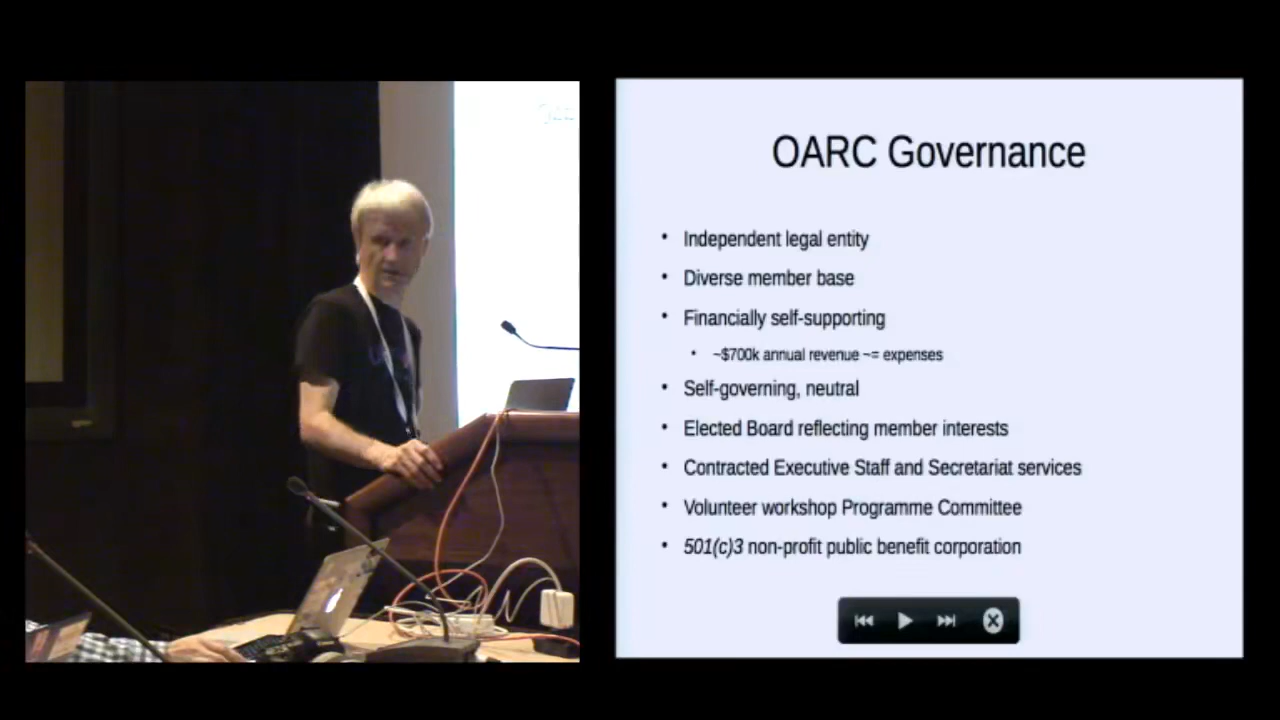 OARC Governance
Independent legal entity
Diverse member base
Financially self-supporting
~$700k annual revenue ~= expenses
Self-governing, neutral
Elected Board reflecting member interests
Contracted Executive Staff and Secretariat services
Volunteer workshop Programme Committee
501(c)3 non-profit public benefit corporation